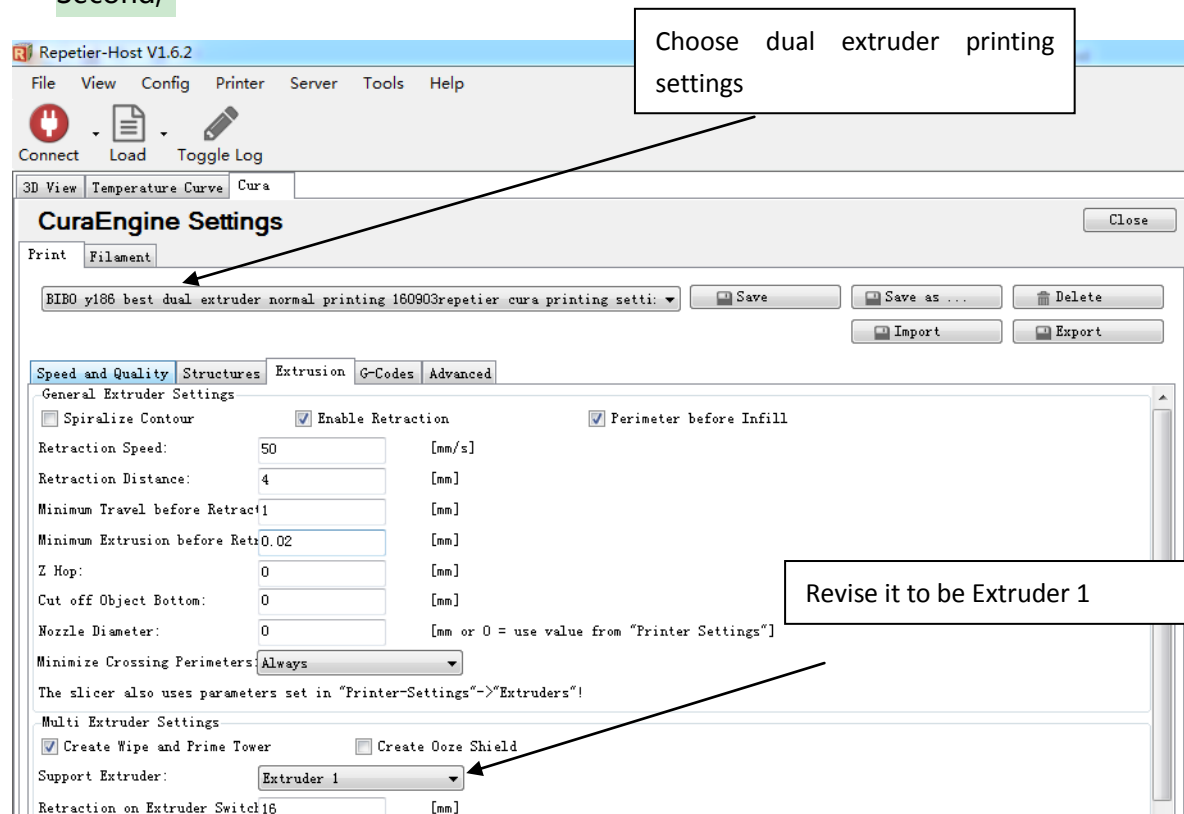 Second,
Choose dual extruder printing
settings
Repetier-Host V1.6.2
File View Config Printer Server Tools Help
Connect Load Toggle Log
3D View Temperature Curve Cura
CuraEngine Settings
Close
Print Filament
BIBO y186 best dual extruder normal printing 160903repetier cura printing setti:
Save Save as ... Delete
Import Export
Speed and Quality Structures Extrusion G-Codes Advanced
General Extruder Settings
Spiralize Contour Enable Retraction Perimeter before Infill
Retraction Speed: 50 [mm/s]
Retraction Distance: 4 [mm]
Minimum Travel before Retract 1 [mm]
Minimum Extrusion before Retr 0.02 [mm]
Z Hop: 0 [mm]
Cut off Object Bottom: 0 [mm]
Revise it to be Extruder 1
Nozzle Diameter: 0 [mm or 0 = use value from "Printer Settings"]
Minimize Crossing Perimeters: Always
The slicer also uses parameters set in "Printer-Settings"->"Extruders"!
Multi Extruder Settings
Create Wipe and Prime Tower Create Ooze Shield
Support Extruder: Extruder 1
Retraction on Extruder Switch 16 [mm]